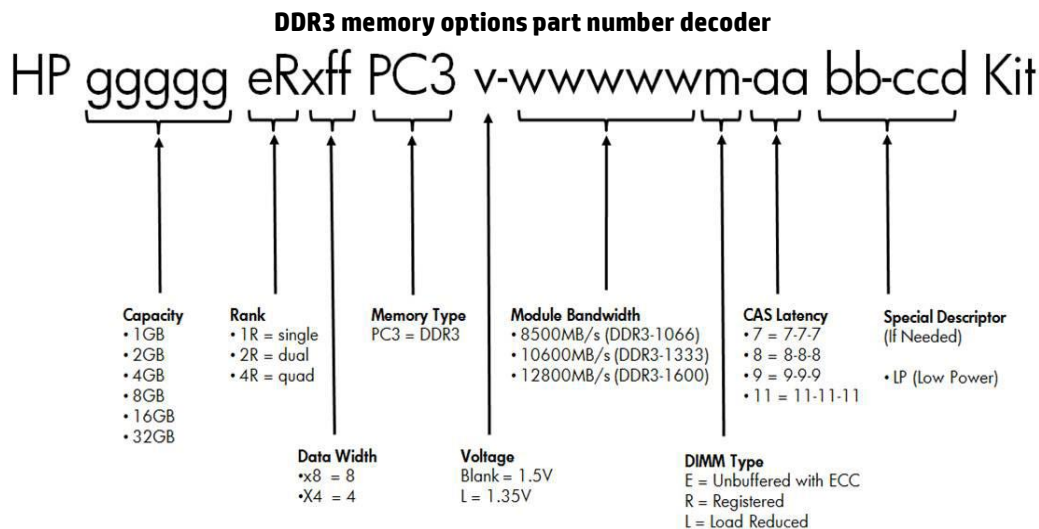 DDR3 memory options part number decoder
HP ggggg eRxff PC3 v-wwwwwm-aa bb-ccd Kit
Capacity
• 1GB
• 2GB
• 4GB
• 8GB
• 16GB
• 32GB
Rank
• 1R = single
• 2R = dual
• 4R = quad
Memory Type
PC3 = DDR3
Module Bandwidth
• 8500MB/s (DDR3-1066)
• 10600MB/s (DDR3-1333)
• 12800MB/s (DDR3-1600)
CAS Latency
• 7 = 7-7-7
• 8 = 8-8-8
• 9 = 9-9-9
• 11 = 11-11-11
Special Descriptor
(If Needed)
• LP (Low Power)
Data Width
•x8 = 8
•X4 = 4
Voltage
Blank = 1.5V
L = 1.35V
DIMM Type
E = Unbuffered with ECC
R = Registered
L = Load Reduced